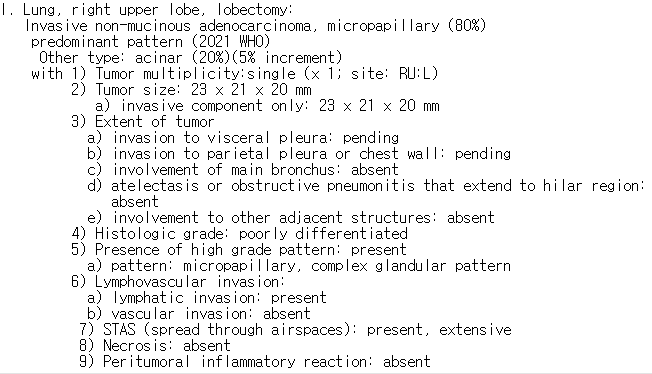 I. Lung, right upper lobe, lobectomy:
Invasive non-mucinous adenocarcinoma, micropapillary (80%)
predominant pattern (2021 WHO)
Other type: acinar (20%)(5% increment)
with 1) Tumor multiplicity:single (x 1; site: RU:L)
2) Tumor size: 23 x 21 x 20 mm
a) invasive component only: 23 x 21 x 20 mm
3) Extent of tumor
a) invasion to visceral pleura: pending
b) invasion to parietal pleura or chest wall: pending
c) involvement of main bronchus: absent
d) atelectasis or obstructive pneumonitis that extend to hilar region:
absent
e) involvement to other adjacent structures: absent
4) Histologic grade: poorly differentiated
5) Presence of high grade pattern: present
a) pattern: micropapillary, complex glandular pattern
6) Lymphovascular invasion:
a) lymphatic invasion: present
b) vascular invasion: absent
7) STAS (spread through airspaces): present, extensive
8) Necrosis: absent
9) Peritumoral inflammatory reaction: absent